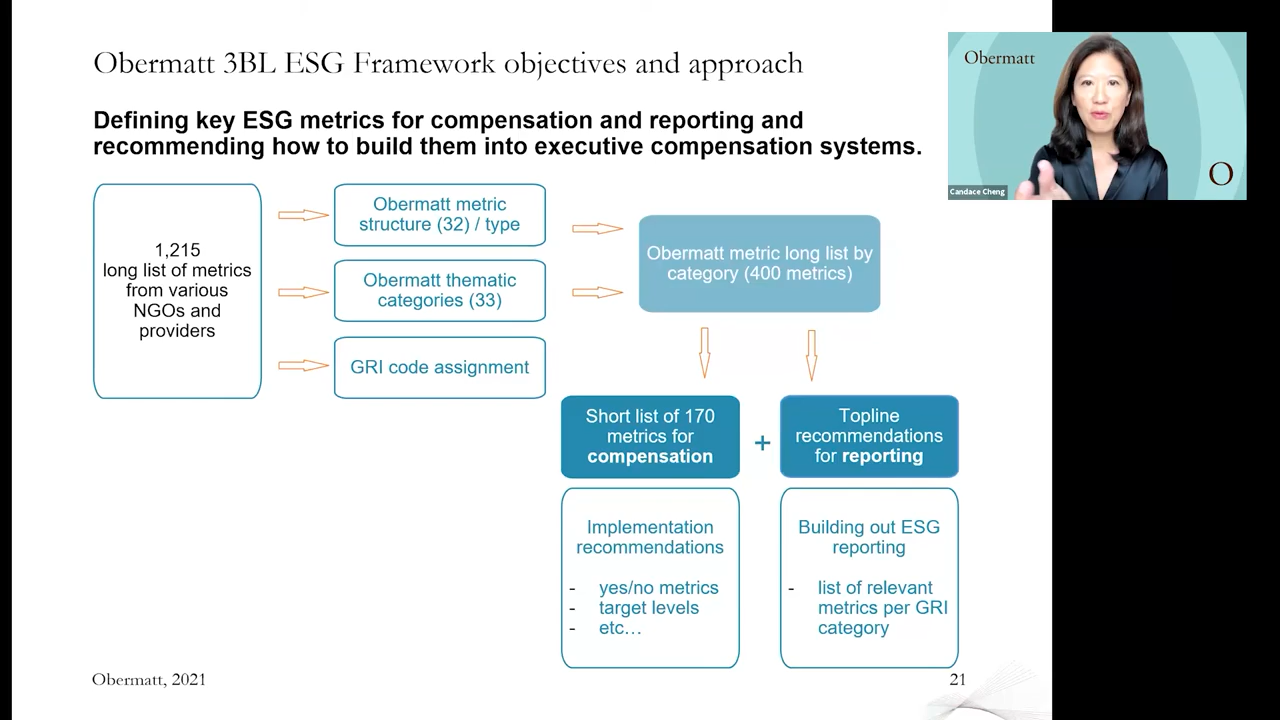 Obermatt 3BL ESG Framework objectives and approach
Defining key ESG metrics for compensation and reporting and
recommending how to build them into executive compensation systems.
1,215
long list of metrics
from various
NGOs and
providers
Obermatt metric
structure (32) / type
Obermatt thematic
categories (33)
GRI code assignment
Obermatt metric long list by
category (400 metrics)
Short list of 170
metrics for
compensation
+
Topline
recommendations
for reporting
Implementation
recommendations
- yes/no metrics
- target levels
- etc…
Building out ESG
reporting
- list of relevant
metrics per GRI
category
Obermatt, 2021
21
Obermatt
O
Candace Cheng